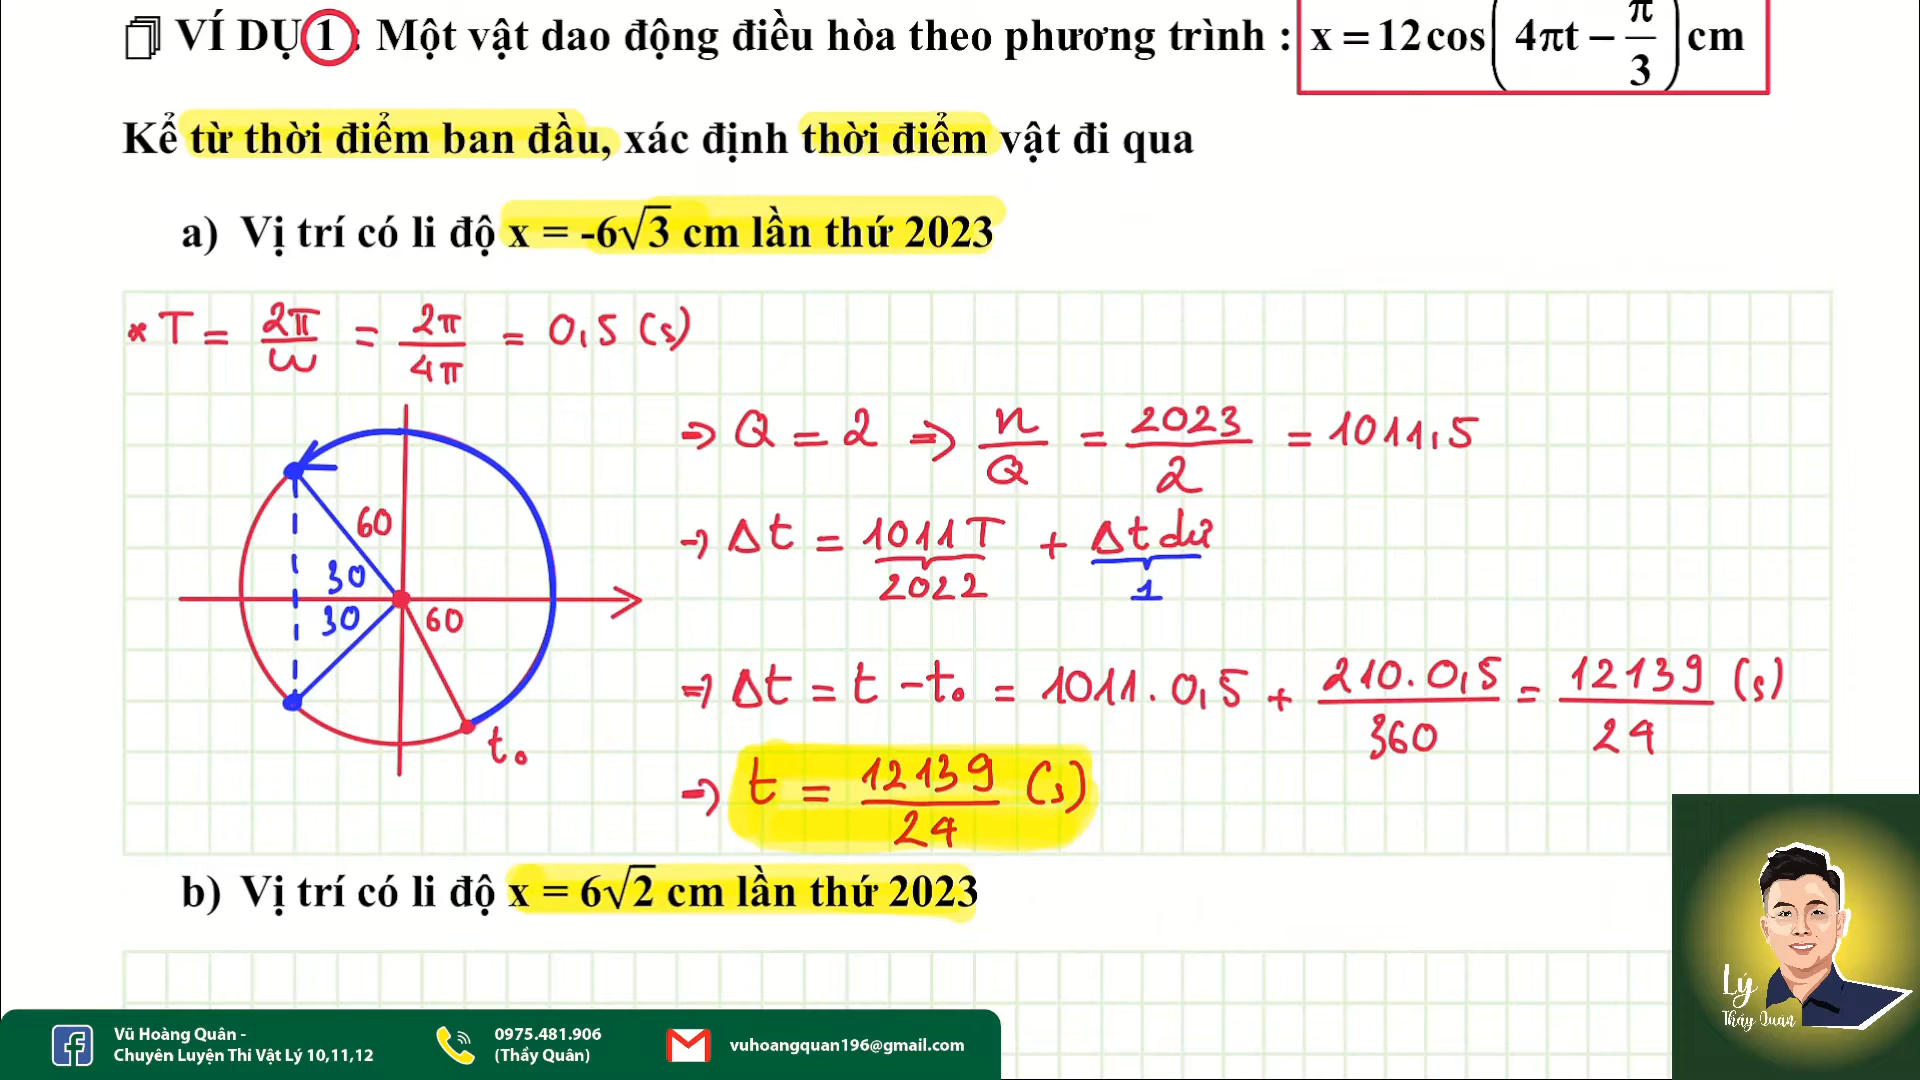 VÍ DỤ 1 : Một vật dao động điều hòa theo phương trình : x = 12cos(4πt − π/3) cm
Kể từ thời điểm ban đầu, xác định thời điểm vật đi qua
a) Vị trí có li độ x = -6√3 cm lần thứ 2023
* T = 2π/ω = 2π/4π = 0,5 (s)
⇒ Q = 2 ⇒ n/Q = 2023/2 = 1011,5
⇒ Δt = 1011T + Δt dư
2022 1
⇒ Δt = t − t₀ = 1011.0,5 + 210.0,5/360 = 12139/24 (s)
⇒ t = 12139/24 (s)
60
30
30
60
t₀
b) Vị trí có li độ x = 6√2 cm lần thứ 2023
Lý
Thầy Quân
Vũ Hoàng Quân -
Chuyên Luyện Thi Vật Lý 10,11,12
0975.481.906
(Thầy Quân)
vuhoangquan196@gmail.com